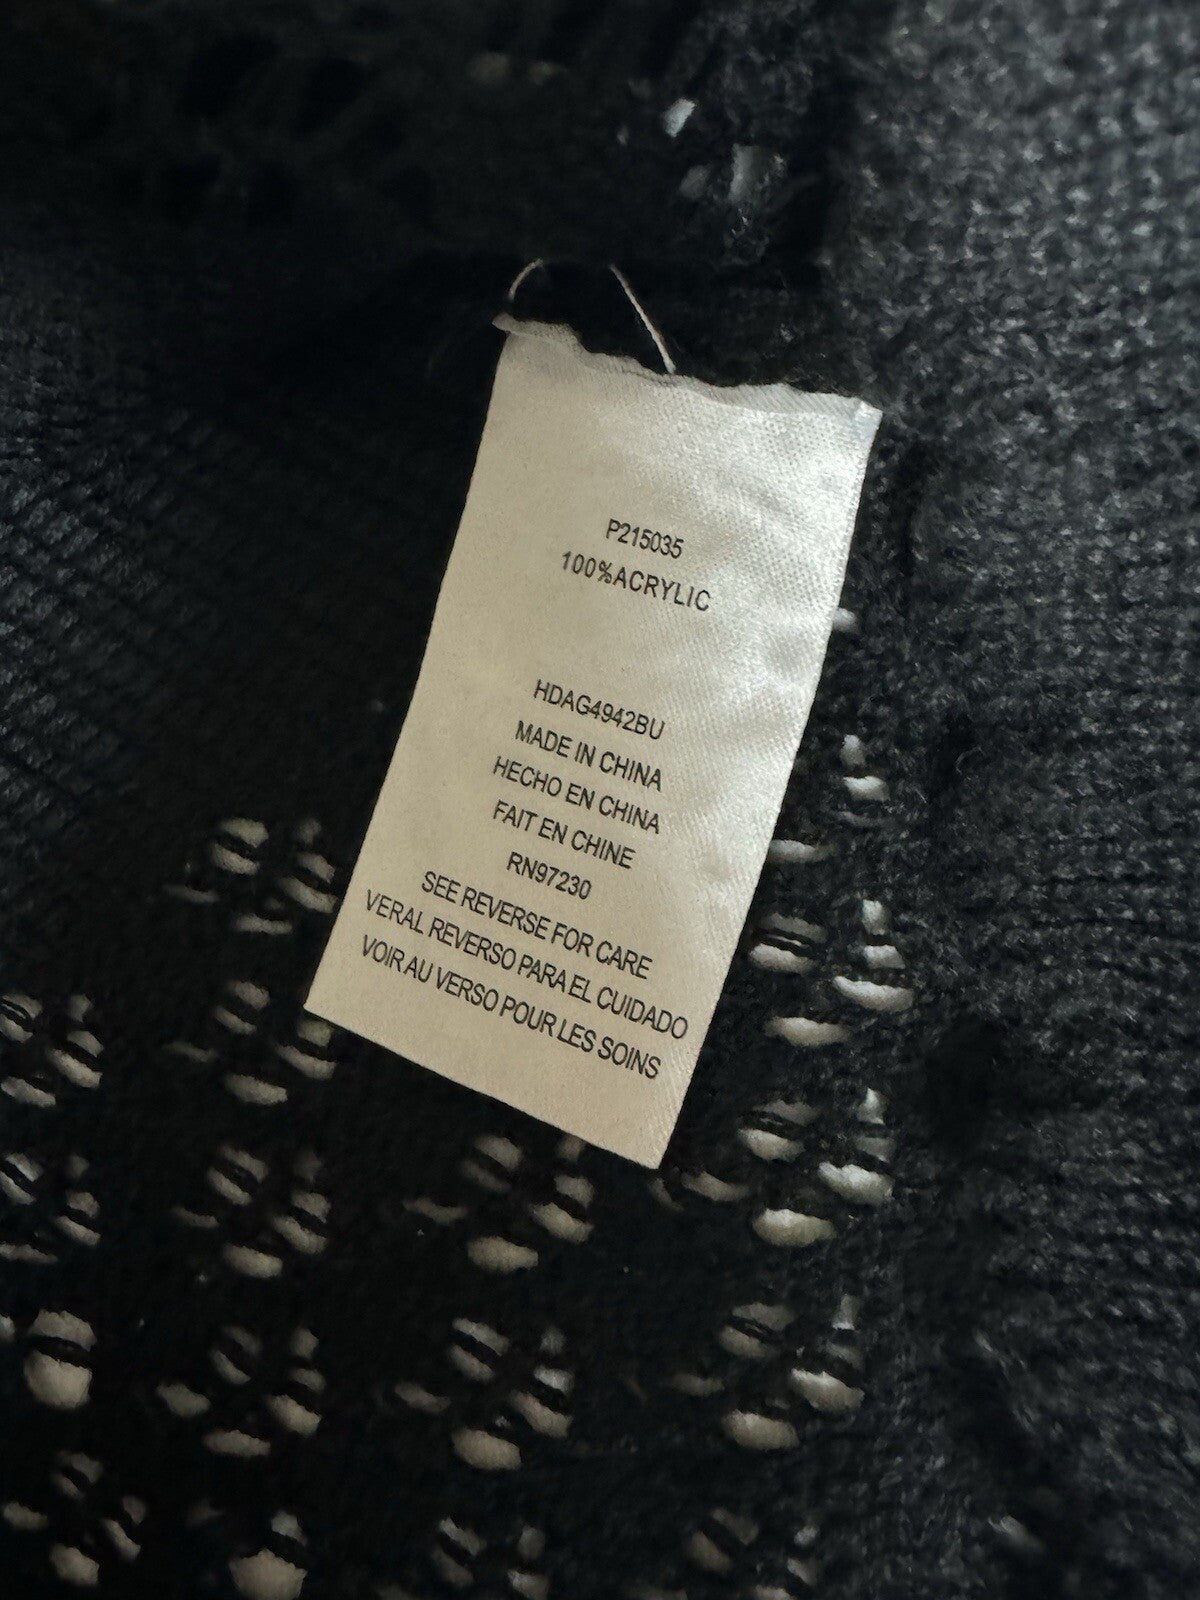 P215035
100%ACRYLIC
HDAG4942BU
MADE IN CHINA
HECHO EN CHINA
FAIT EN CHINE
RN97230
SEE REVERSE FOR CARE
VERAL REVERSO PARA EL CUIDADO
VOIR AU VERSO POUR LES SOINS